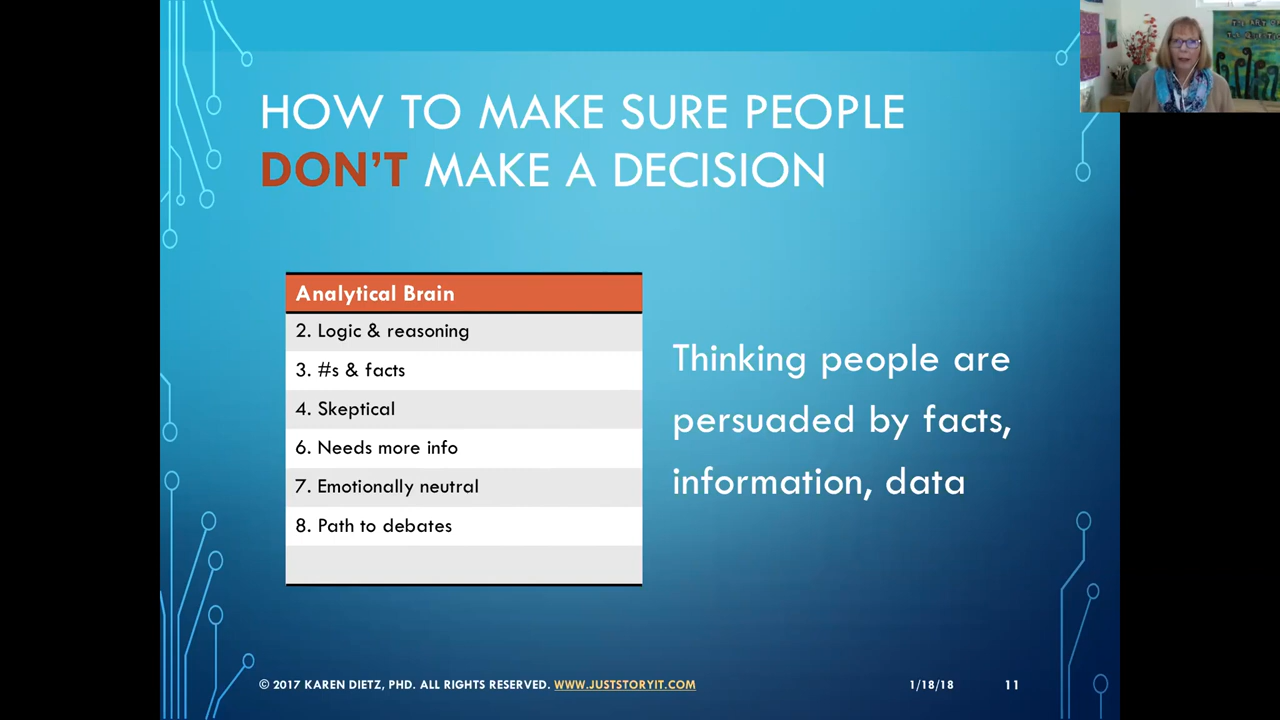 HOW TO MAKE SURE PEOPLE
DON'T MAKE A DECISION
Analytical Brain
2. Logic & reasoning
3. #s & facts
4. Skeptical
6. Needs more info
7. Emotionally neutral
8. Path to debates
Thinking people are
persuaded by facts,
information, data
© 2017 KAREN DIETZ, PHD. ALL RIGHTS RESERVED. WWW.JUSTSTORYIT.COM
1/18/18
11